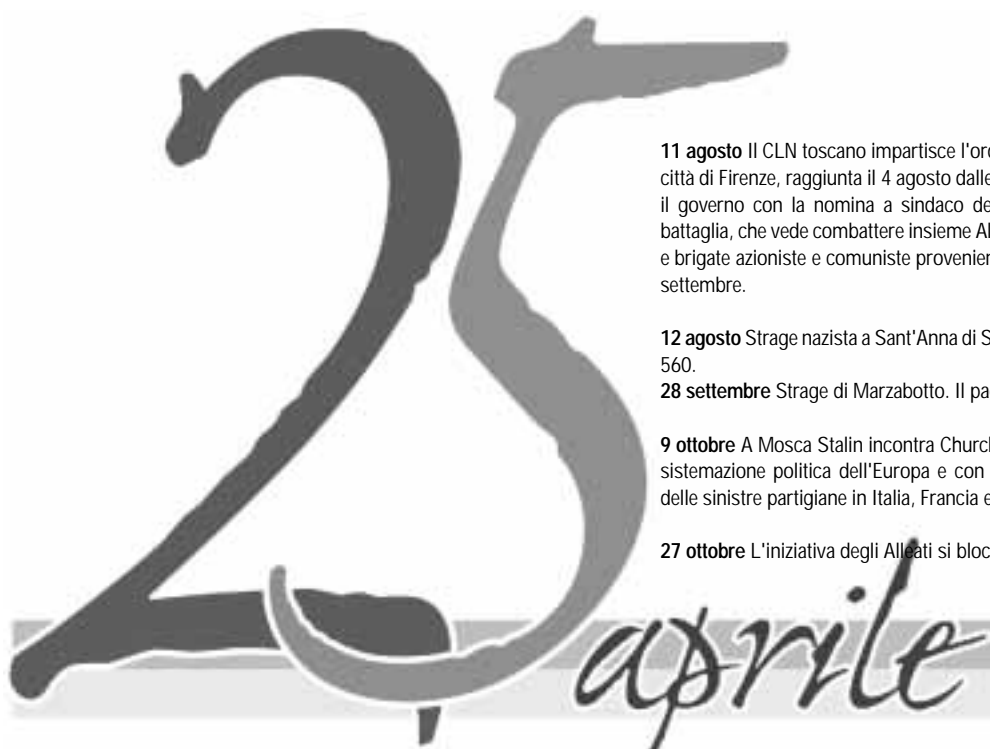 25
11 agosto Il CLN toscano impartisce l'or
città di Firenze, raggiunta il 4 agosto dalle
il governo con la nomina a sindaco de
battaglia, che vede combattere insieme Al
e brigate azioniste e comuniste provenier
settembre.
12 agosto Strage nazista a Sant'Anna di S
560.
28 settembre Strage di Marzabotto. Il pa
9 ottobre A Mosca Stalin incontra Churcl
sistemazione politica dell'Europa e con
delle sinistre partigiane in Italia, Francia e
27 ottobre L'iniziativa degli Alleati si bloc
aprile